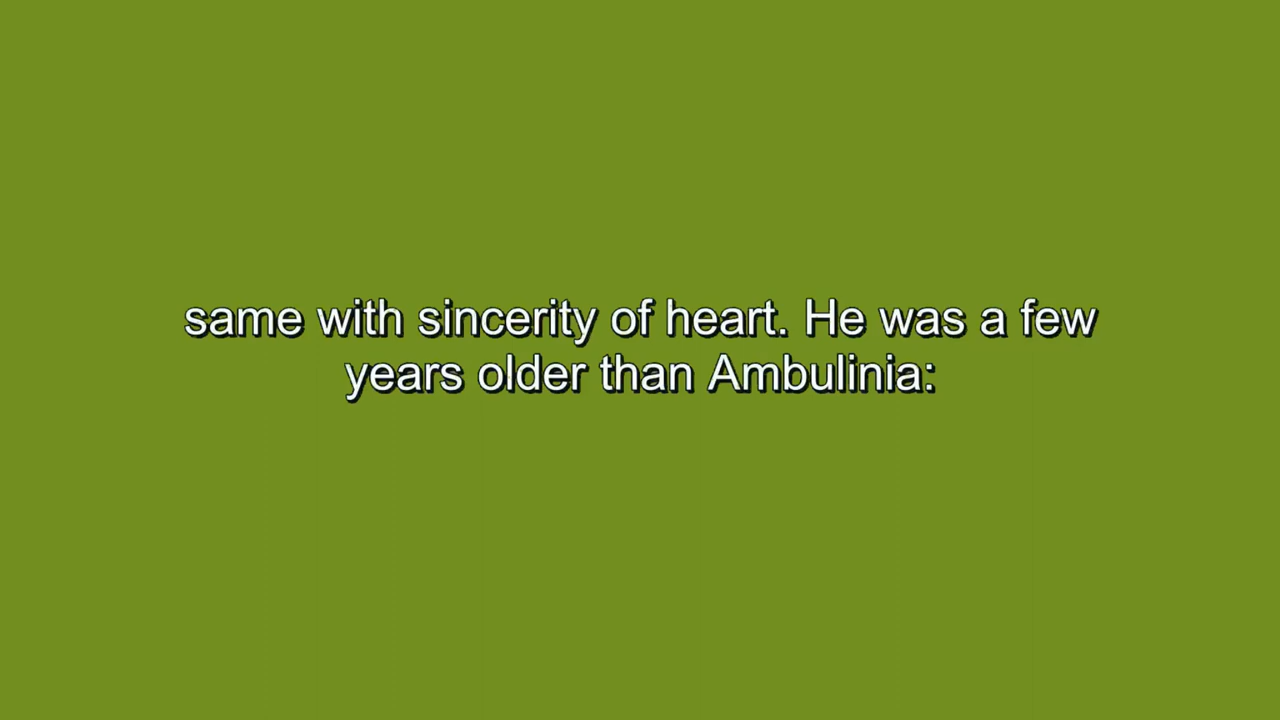 same with sincerity of heart. He was a few
years older than Ambulinia: